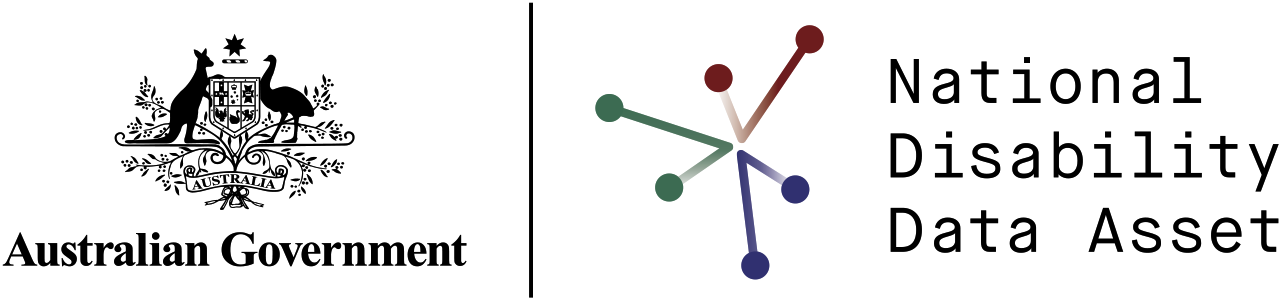 AUSTRALIA
Australian Government
National
Disability
Data Asset